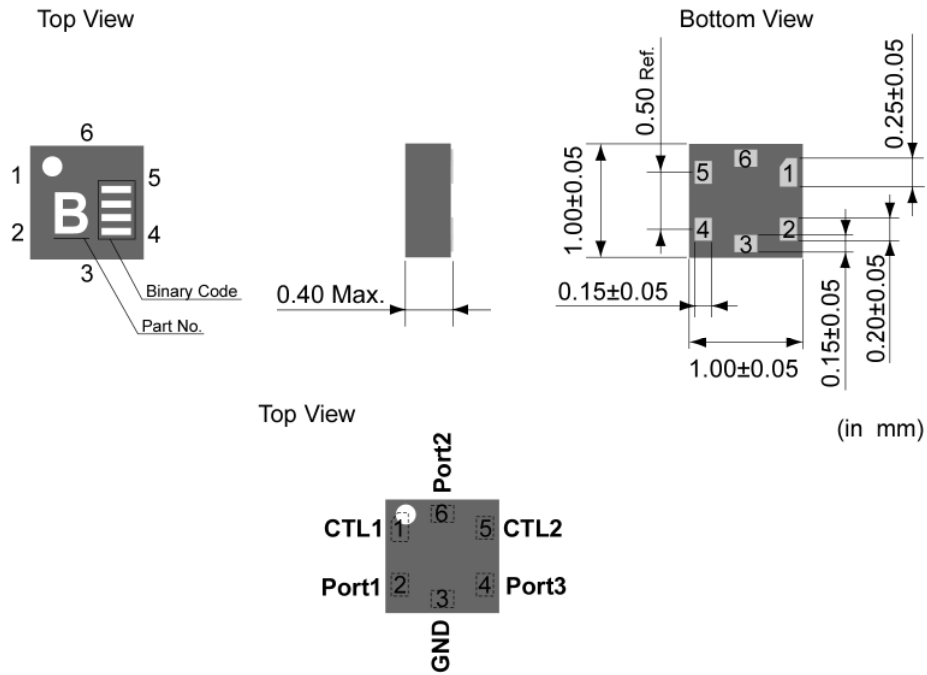 Top View
Bottom View
6
1
5
B
2
4
3
Binary Code
Part No.
0.40 Max.
0.50 Ref.
1.00±0.05
0.25±0.05
6
5
1
4
2
3
0.15±0.05
1.00±0.05
0.15±0.05
0.20±0.05
(in mm)
Top View
Port2
6
CTL1
1
5
CTL2
Port1
2
4
Port3
3
GND